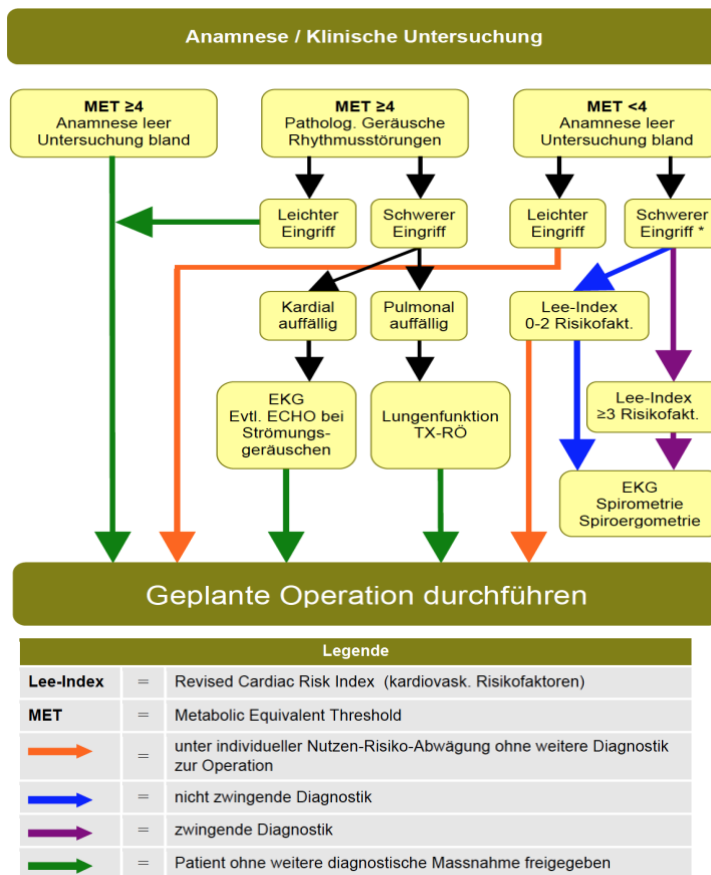 Anamnese / Klinische Untersuchung
MET ≥4
Anamnese leer
Untersuchung bland
MET ≥4
Patholog. Geräusche
Rhythmusstörungen
MET <4
Anamnese leer
Untersuchung bland
Leichter
Eingriff
Schwerer
Eingriff
Leichter
Eingriff
Schwerer
Eingriff *
Kardial
auffällig
Pulmonal
auffällig
Lee-Index
0-2 Risikofakt.
EKG
Evtl. ECHO bei
Strömungs-
geräuschen
Lungenfunktion
TX-RÖ
Lee-Index
≥3 Risikofakt.
EKG
Spirometrie
Spiroergometrie
Geplante Operation durchführen
Legende
Lee-Index = Revised Cardiac Risk Index (kardiovask. Risikofaktoren)
MET = Metabolic Equivalent Threshold
= unter individueller Nutzen-Risiko-Abwägung ohne weitere Diagnostik
zur Operation
= nicht zwingende Diagnostik
= zwingende Diagnostik
= Patient ohne weitere diagnostische Massnahme freigegeben